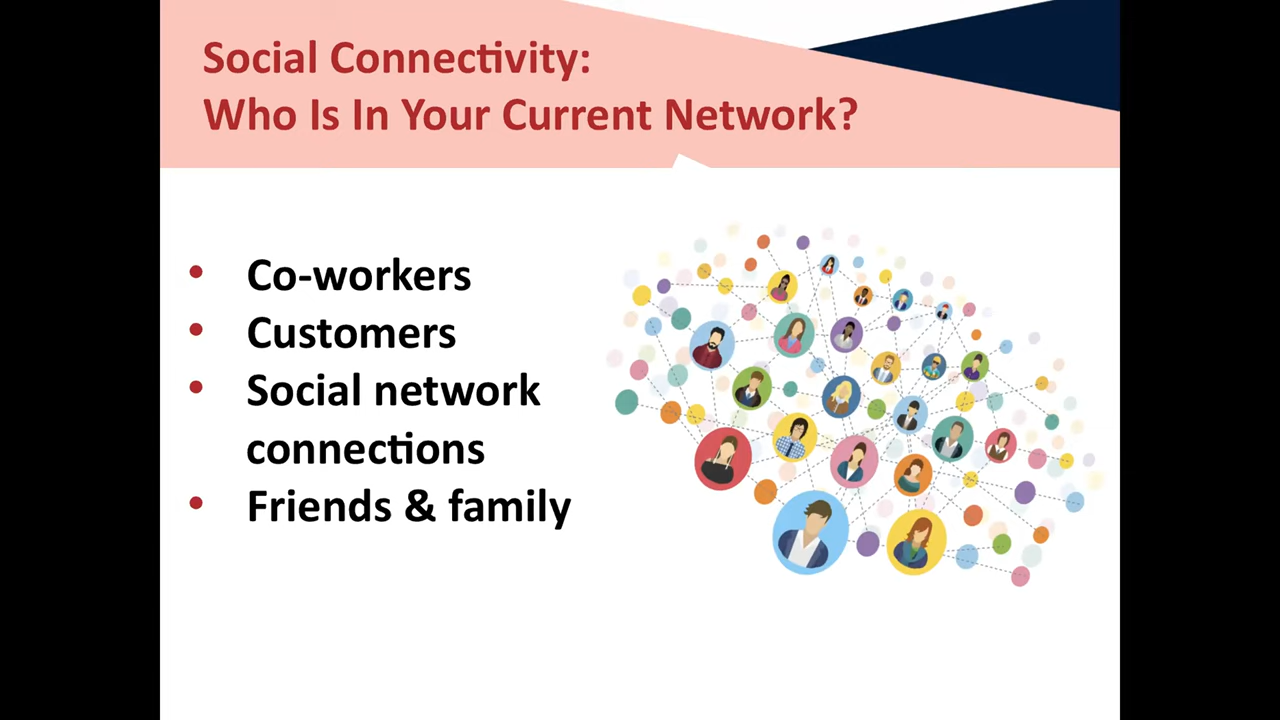 Social Connectivity:
Who Is In Your Current Network?
• Co-workers
• Customers
• Social network
connections
• Friends & family